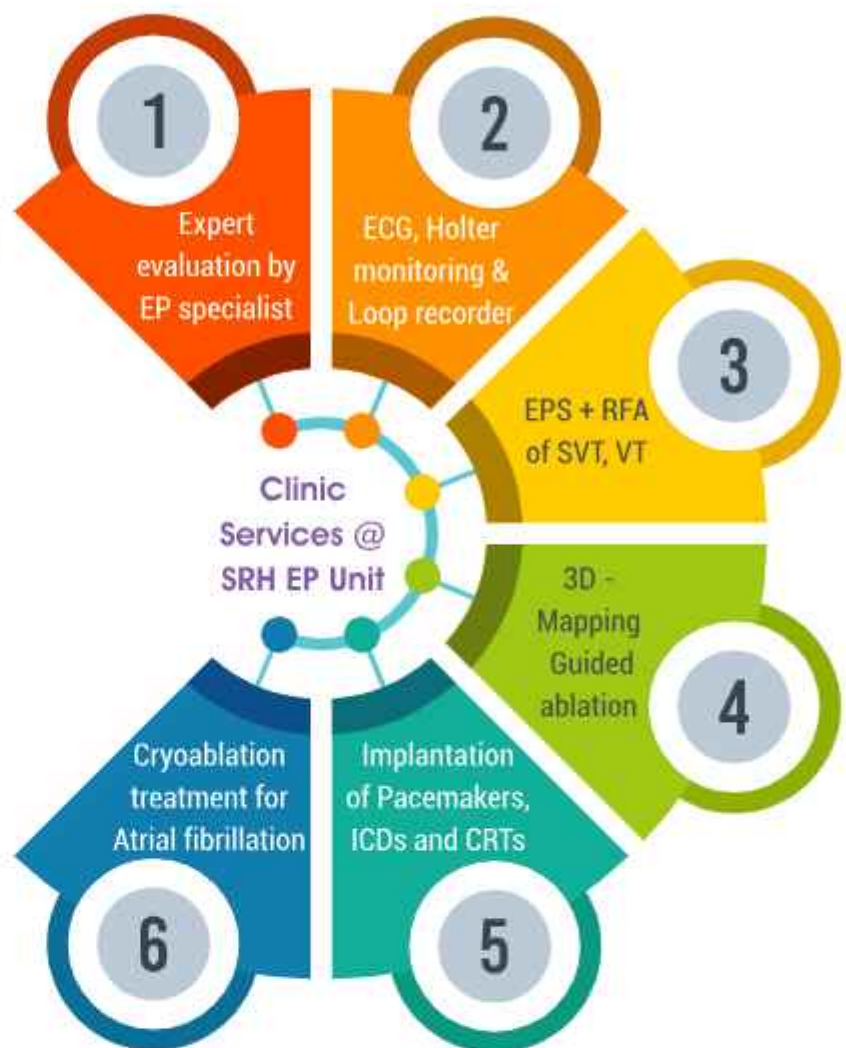 Clinic
Services @
SRH EP Unit
1
Expert
evaluation by
EP specialist
2
ECG, Holter
monitoring &
Loop recorder
3
EPS + RFA
of SVT, VT
4
3D -
Mapping
Guided
ablation
5
Implantation
of Pacemakers,
ICDs and CRTs
6
Cryoablation
treatment for
Atrial fibrillation